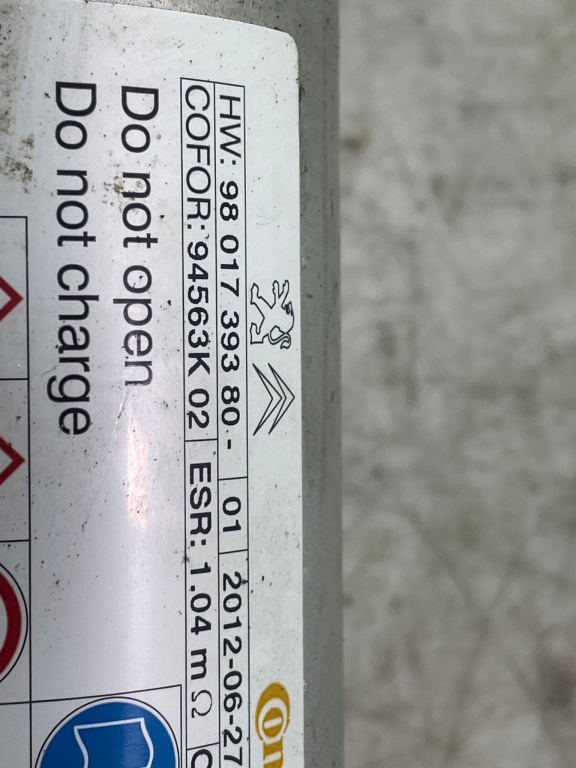 HW: 98 017 393 80 - 01 2012-06-27
COFOR: 94563K 02 ESR: 1.04 mΩ
Do not open
Do not charge